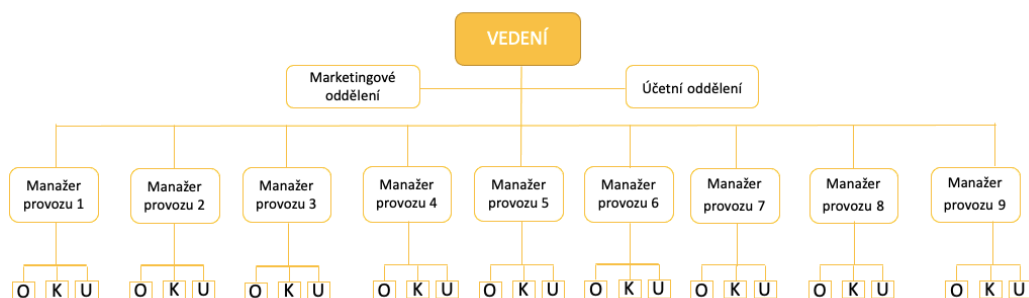 VEDENÍ
Marketingové
oddělení
Účetní oddělení
Manažer
provozu 1
Manažer
provozu 2
Manažer
provozu 3
Manažer
provozu 4
Manažer
provozu 5
Manažer
provozu 6
Manažer
provozu 7
Manažer
provozu 8
Manažer
provozu 9
O K U
O K U
O K U
O K U
O K U
O K U
O K U
O K U
O K U